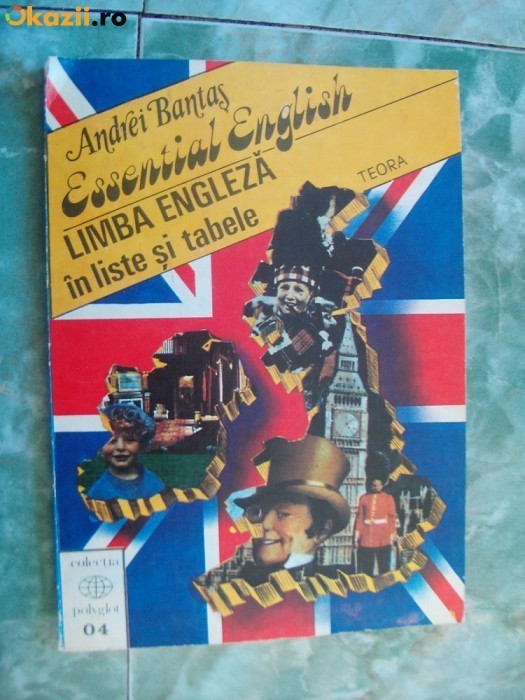 Okazii.ro
Andrei Bantaş
Essential English
LIMBA ENGLEZĂ
în liste şi tabele
TEORA
colecţia
polyglot
04